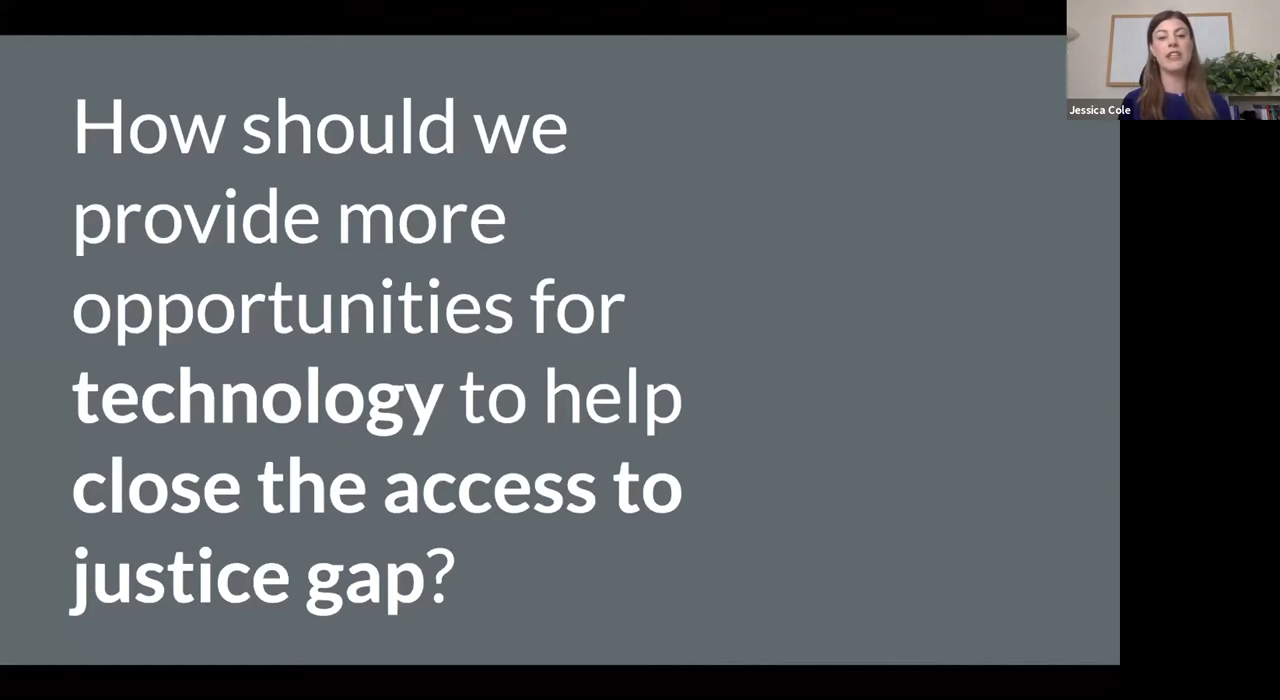 How should we
provide more
opportunities for
technology to help
close the access to
justice gap?
Jessica Cole